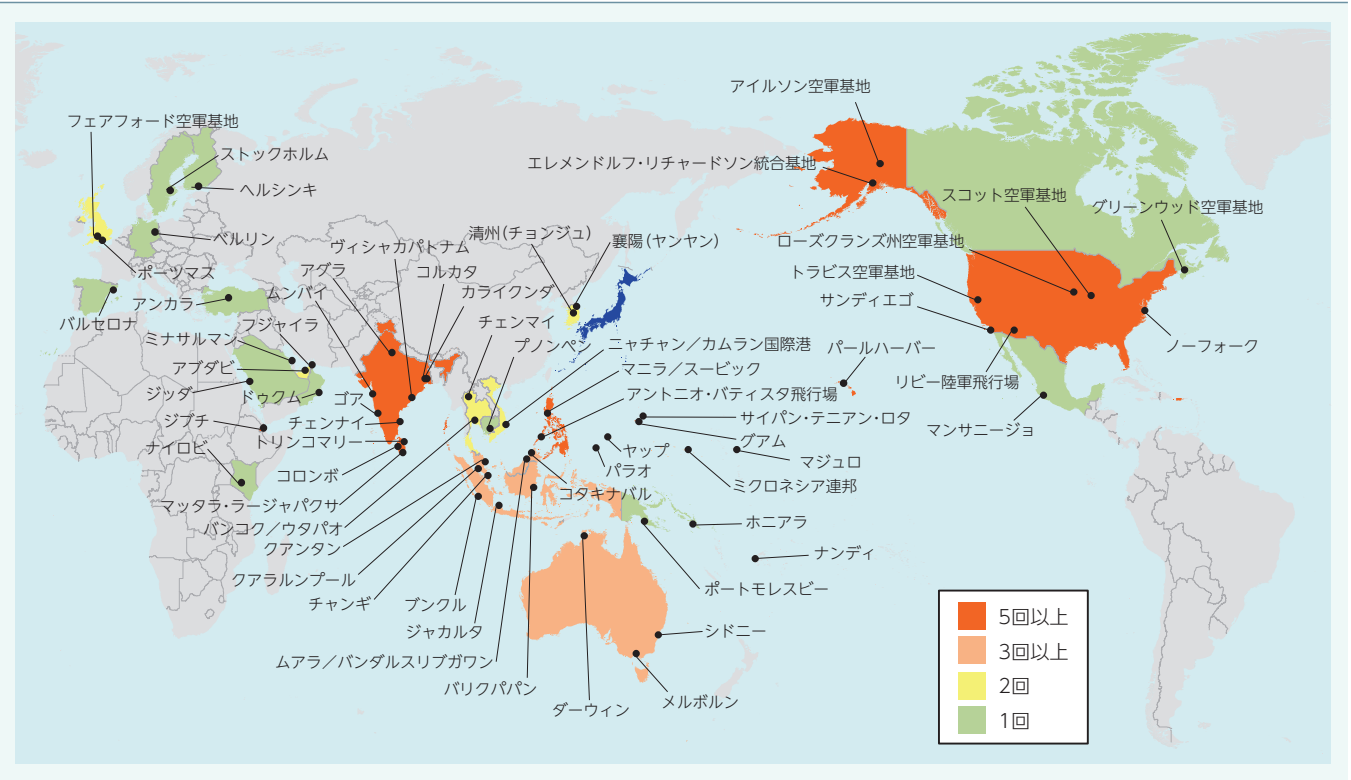 アイルソン空軍基地
フェアフォード空軍基地
ストックホルム
エレメンドルフ・リチャードソン統合基地
ヘルシンキ
スコット空軍基地
グリーンウッド空軍基地
ベルリン
ヴィシャカパトナム
清州(チョンジュ)
襄陽(ヤンヤン)
ローズクランズ州空軍基地
ポーツマス
アグラ
コルカタ
トラビス空軍基地
ムンバイ
カライクンダ
アンカラ
サンディエゴ
バルセロナ
フジャイラ
チェンマイ
ミナサルマン
プノンペン
ニャチャン/カムラン国際港
パールハーバー
ノーフォーク
アブダビ
マニラ/スービック
リビー陸軍飛行場
ジッダ
ドゥクム
ゴア
アントニオ・バティスタ飛行場
ジブチ
チェンナイ
サイパン・テニアン・ロタ
マンサニージョ
トリンコマリー
グアム
ナイロビ
ヤップ
マジュロ
コロンボ
パラオ
ミクロネシア連邦
コタキナバル
マッタラ・ラージャパクサ
バンコク/ウタパオ
ホニアラ
クアンタン
ナンディ
クアラルンプール
ポートモレスビー
チャンギ
ブンクル
ジャカルタ
シドニー
ムアラ/バンダルスリブガワン
バリクパパン
メルボルン
ダーウィン
5回以上
3回以上
2回
1回